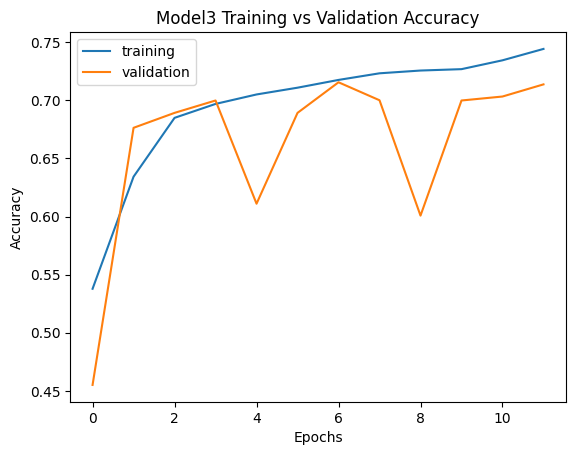 Model3 Training vs Validation Accuracy
training
validation
0.75
0.70
0.65
0.60
0.55
0.50
0.45
Accuracy
0 2 4 6 8 10
Epochs